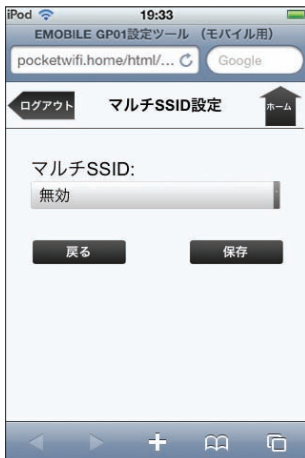 iPod 19:33
EMOBILE GP01設定ツール （モバイル用）
pocketwifi.home/html/... Google
ログアウト マルチSSID設定 ホーム
マルチSSID:
無効
戻る 保存